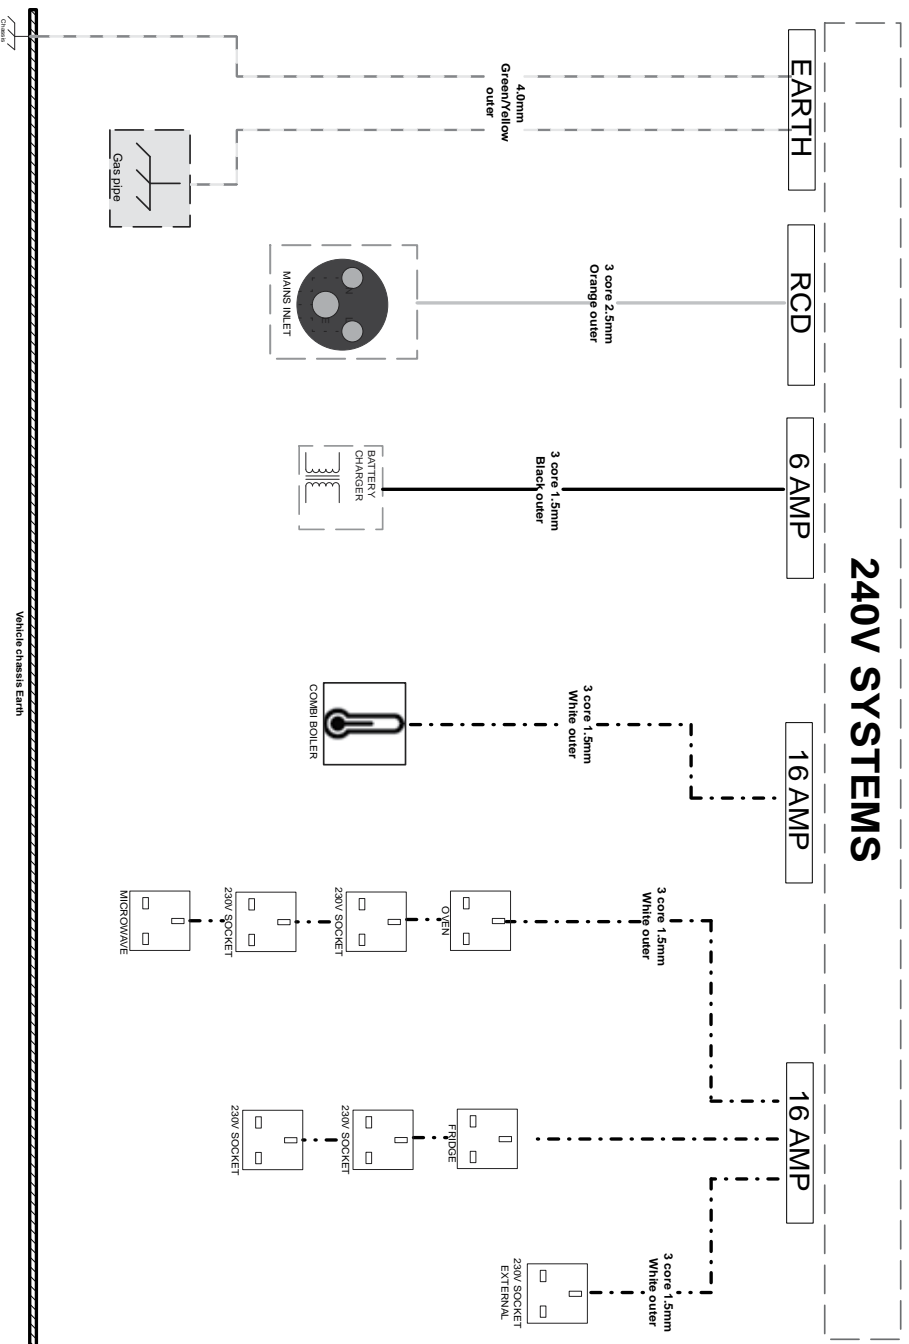 240V SYSTEMS
EARTH
RCD
6 AMP
16 AMP
16 AMP
4.0mm
Green/Yellow
outer
3 core 2.5mm
Orange outer
3 core 1.5mm
Black outer
3 core 1.5mm
White outer
3 core 1.5mm
White outer
3 core 1.5mm
White outer
Gas pipe
MAINS INLET
BATTERY
CHARGER
COMBI BOILER
OVEN
230V SOCKET
230V SOCKET
MICROWAVE
FRIDGE
230V SOCKET
230V SOCKET
230V SOCKET
EXTERNAL
Chassis
Vehicle chassis Earth